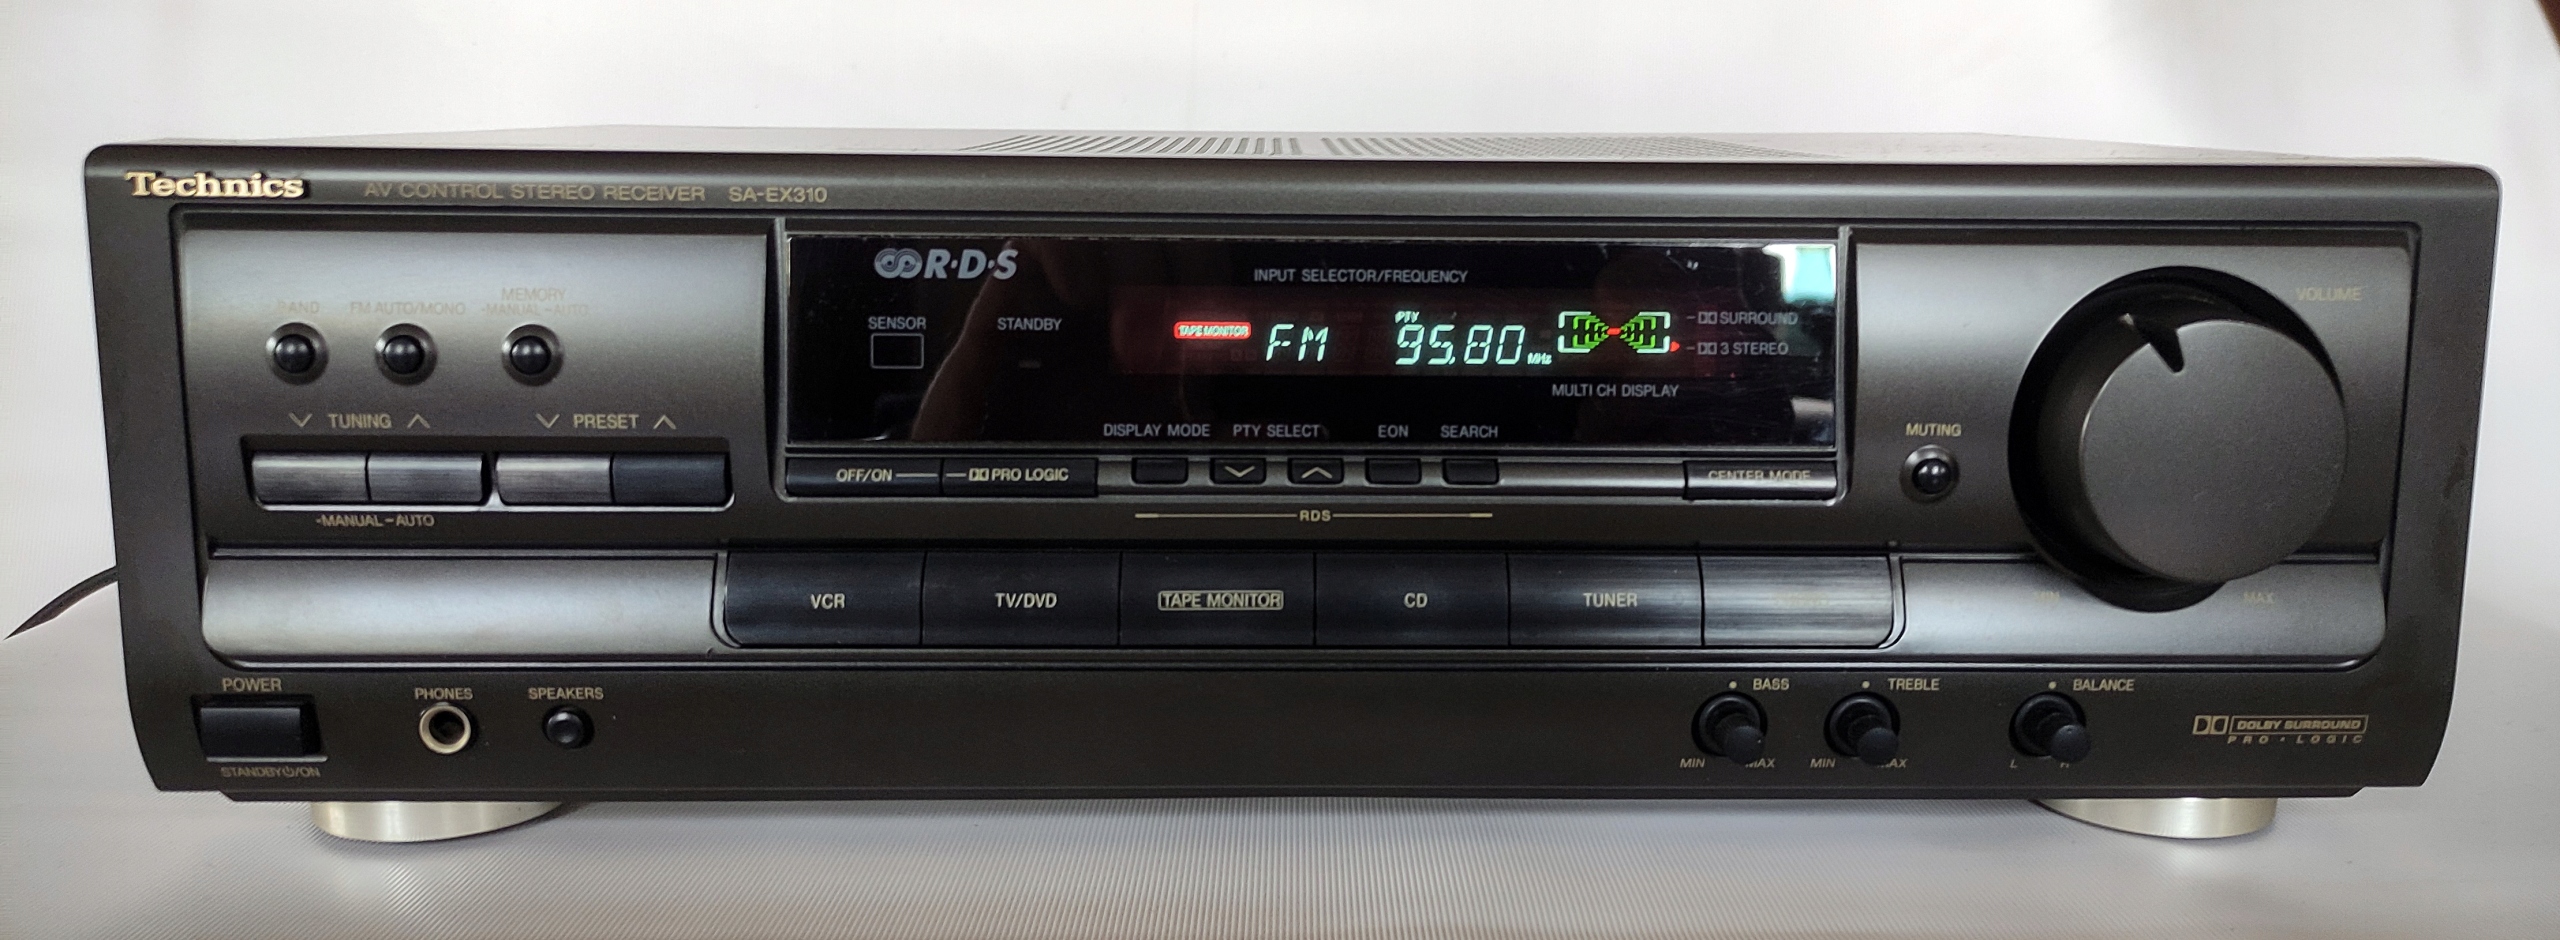 Technics AV CONTROL STEREO RECEIVER SA-EX310
R·D·S
INPUT SELECTOR/FREQUENCY
BAND FM AUTO/MONO MEMORY
-MANUAL -AUTO
VOLUME
SENSOR STANDBY
TAPE MONITOR FM PTY 95.80 MHz
SURROUND
3 STEREO
MULTI CH DISPLAY
TUNING PRESET
DISPLAY MODE PTY SELECT EON SEARCH
MUTING
OFF/ON PRO LOGIC CENTER MODE
-MANUAL -AUTO
RDS
VCR TV/DVD TAPE MONITOR CD TUNER
MIN MAX
POWER PHONES SPEAKERS
BASS TREBLE BALANCE
DOLBY SURROUND
PRO·LOGIC
STANDBY⏻/ON
MIN MAX MIN MAX L R